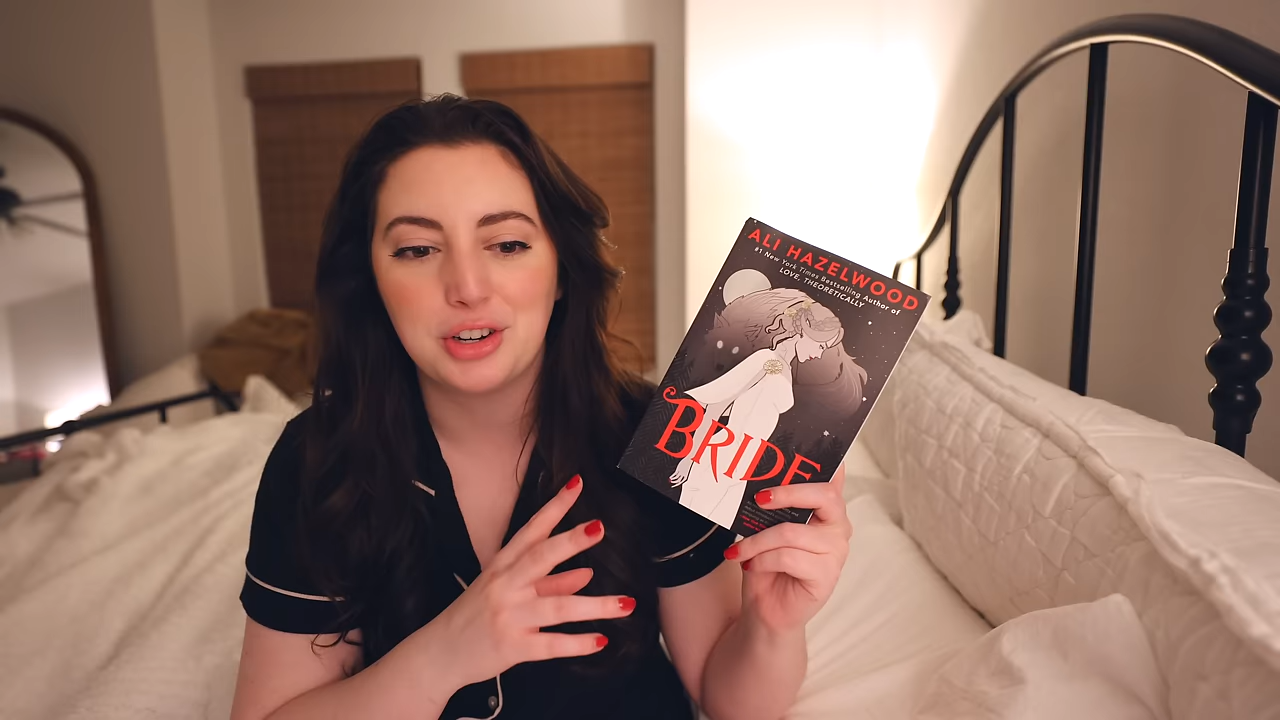 ALI HAZELWOOD
#1 New York Times Bestselling Author of
LOVE, THEORETICALLY
BRIDE